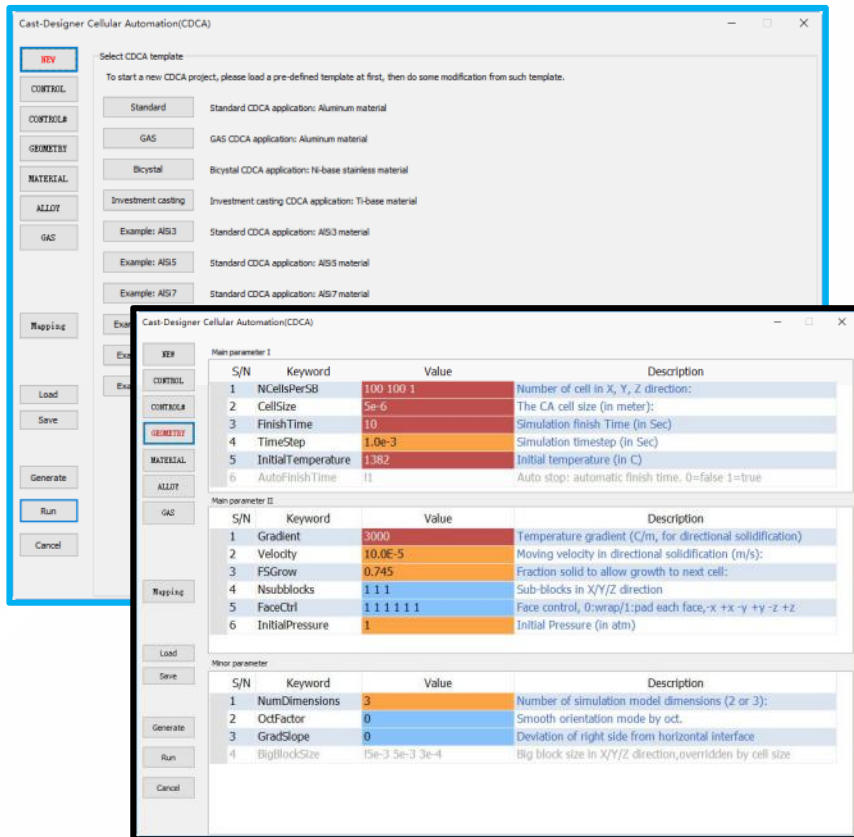 Cast-Designer Cellular Automation(CDCA)
NEW
CONTROL
CONTROL#
GEOMETRY
MATERIAL
ALLOY
GAS
Mapping
Load
Save
Generate
Run
Cancel
Select CDCA template
To start a new CDCA project, please load a pre-defined template at first, then do some modification from such template.
Standard Standard CDCA application: Aluminum material
GAS GAS CDCA application: Aluminum material
Bicystal Bicystal CDCA application: Ni-base stainless material
Investment casting Investment casting CDCA application: Ti-base material
Example: AlSi3 Standard CDCA application: AlSi3 material
Example: AlSi5 Standard CDCA application: AlSi5 material
Example: AlSi7 Standard CDCA application: AlSi7 material
Cast-Designer Cellular Automation(CDCA)
NEW
CONTROL
CONTROL#
GEOMETRY
MATERIAL
ALLOY
GAS
Mapping
Load
Save
Generate
Run
Cancel
Main parameter I
S/N Keyword Value Description
1 NCellsPerSB 100 100 1 Number of cell in X, Y, Z direction:
2 CellSize 5e-6 The CA cell size (in meter):
3 FinishTime 10 Simulation finish Time (in Sec)
4 TimeStep 1.0e-3 Simulation timestep (in Sec)
5 InitialTemperature 1382 Initial temperature (in C)
6 AutoFinishTime !1 Auto stop: automatic finish time. 0=false 1=true
Main parameter II
S/N Keyword Value Description
1 Gradient 3000 Temperature gradient (C/m, for directional solidification)
2 Velocity 10.0E-5 Moving velocity in directional solidification (m/s):
3 FSGrow 0.745 Fraction solid to allow growth to next cell:
4 Nsubblocks 1 1 1 Sub-blocks in X/Y/Z direction
5 FaceCtrl 1 1 1 1 1 1 Face control, 0:wrap/1:pad each face,-x +x -y +y -z +z
6 InitialPressure 1 Initial Pressure (in atm)
Minor parameter
S/N Keyword Value Description
1 NumDimensions 3 Number of simulation model dimensions (2 or 3):
2 OctFactor 0 Smooth orientation mode by oct.
3 GradSlope 0 Deviation of right side from horizontal interface
4 BigBlockSize !5e-3 5e-3 3e-4 Big block size in X/Y/Z direction,overridden by cell size